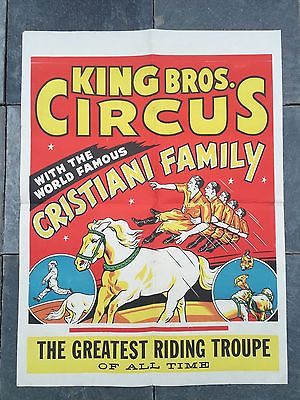 KING BROS.
CIRCUS
WITH THE
WORLD FAMOUS
CRISTIANI FAMILY
THE GREATEST RIDING TROUPE
OF ALL TIME